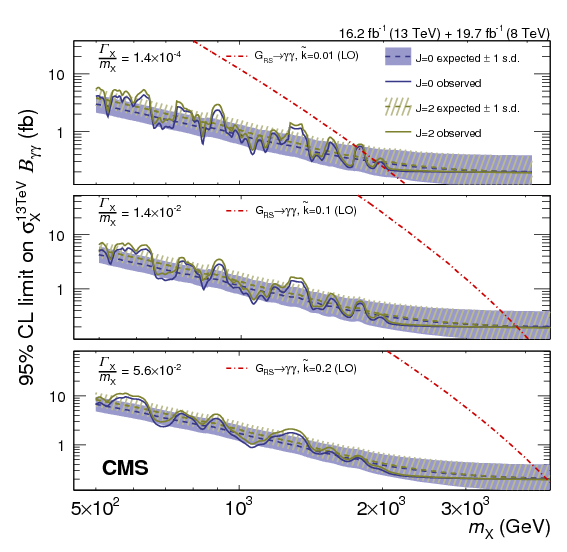 16.2 fb⁻¹ (13 TeV) + 19.7 fb⁻¹ (8 TeV)
95% CL limit on σ_X^13TeV B_γγ (fb)
Γ_X/m_X = 1.4×10⁻⁴
G_RS→γγ, k̃=0.01 (LO)
J=0 expected ± 1 s.d.
J=0 observed
J=2 expected ± 1 s.d.
J=2 observed
10
1
Γ_X/m_X = 1.4×10⁻²
G_RS→γγ, k̃=0.1 (LO)
10
1
Γ_X/m_X = 5.6×10⁻²
G_RS→γγ, k̃=0.2 (LO)
10
1
CMS
5×10² 10³ 2×10³ 3×10³
m_X (GeV)